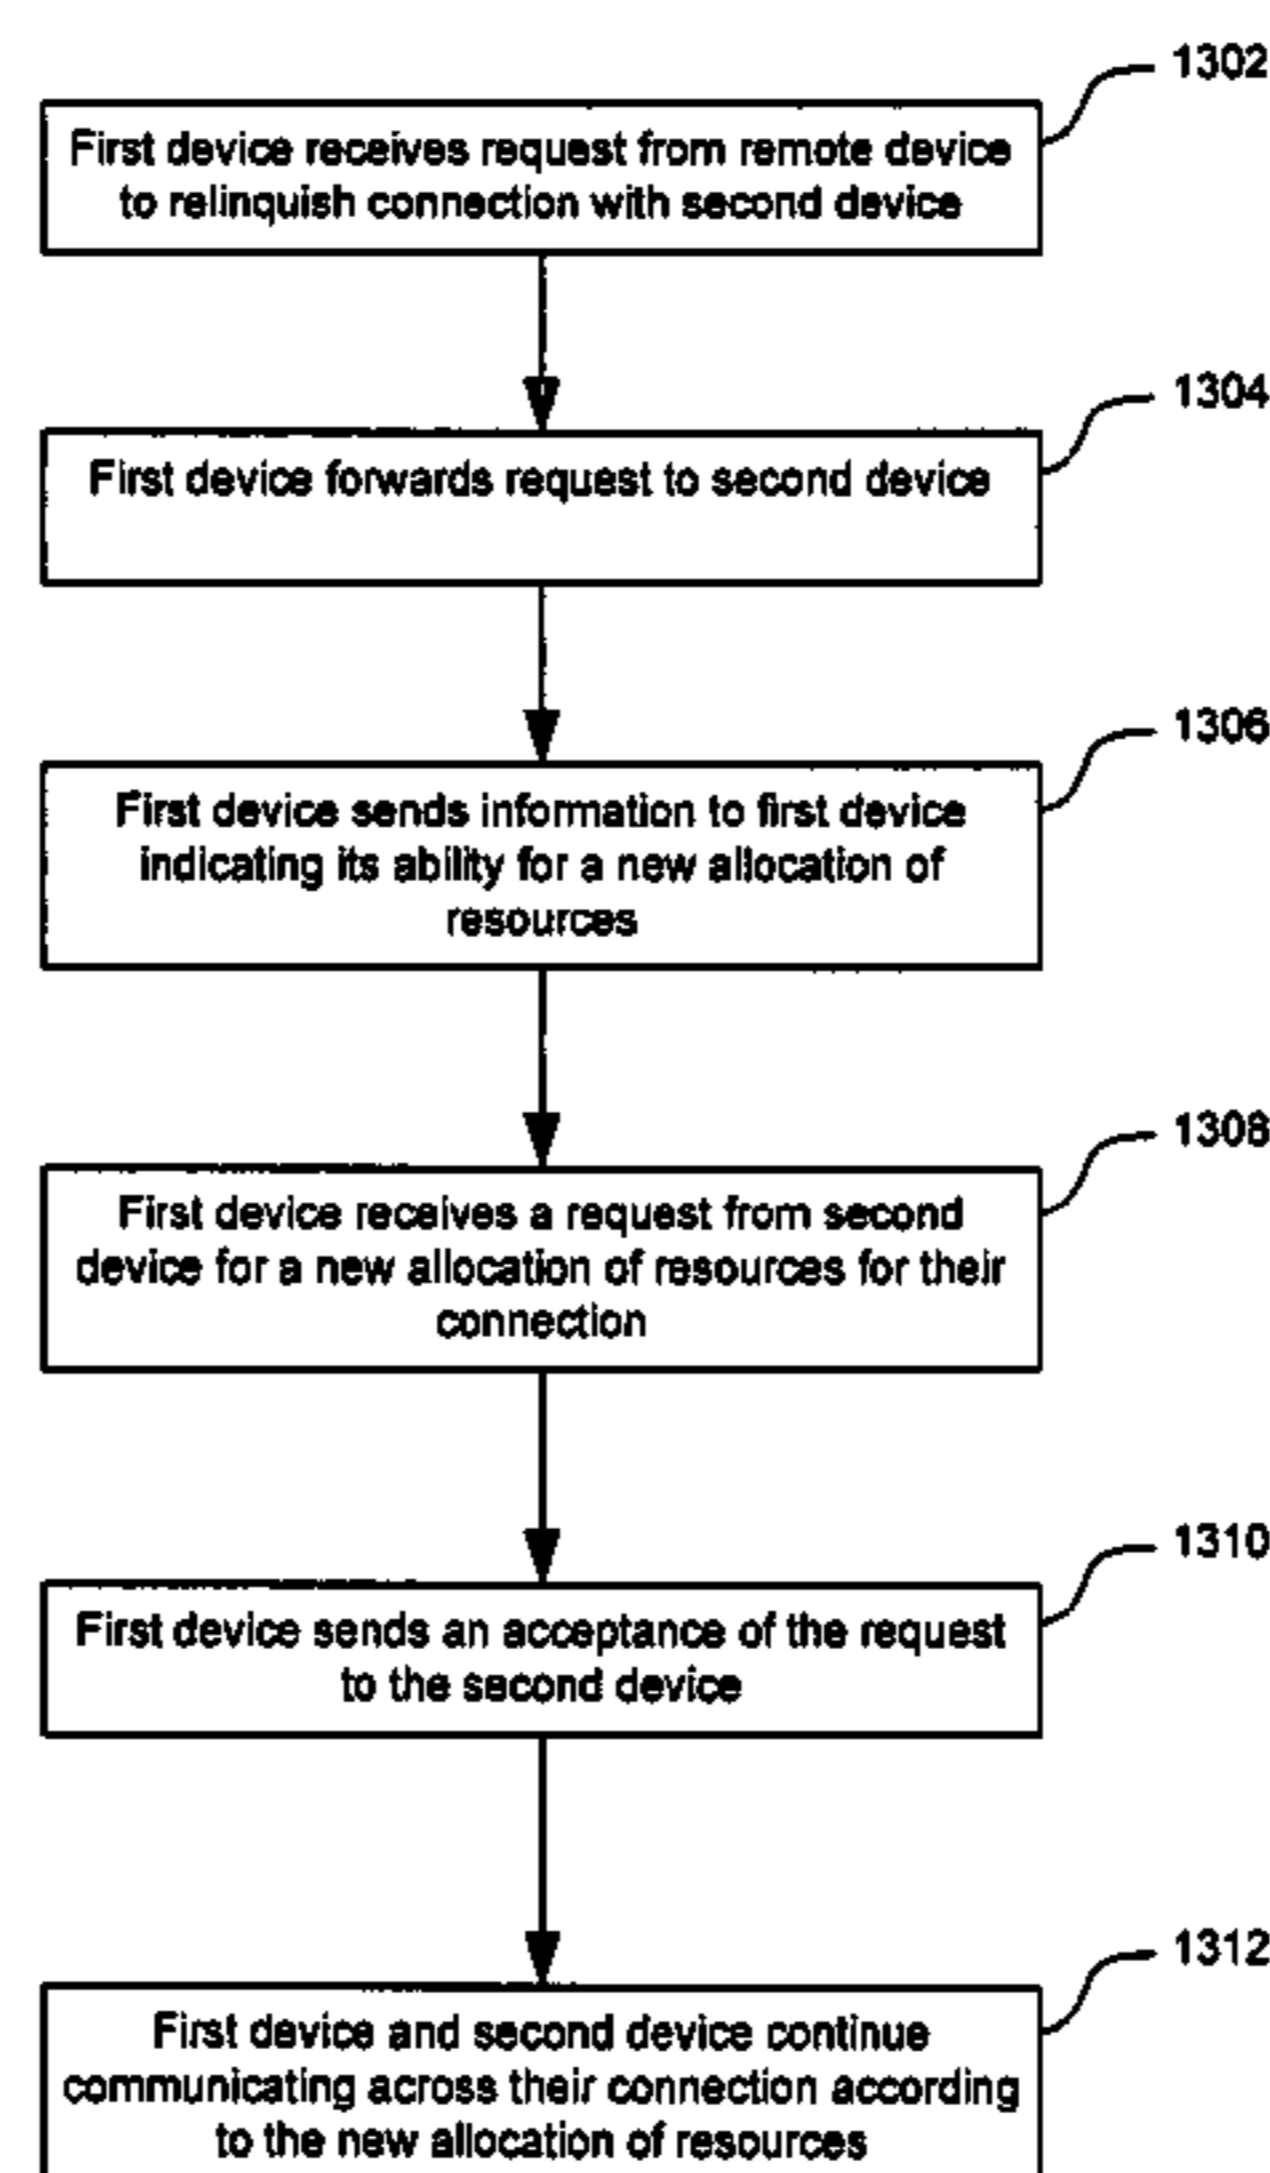 1302
First device receives request from remote device
to relinquish connection with second device
1304
First device forwards request to second device
1306
First device sends information to first device
indicating its ability for a new allocation of
resources
1308
First device receives a request from second
device for a new allocation of resources for their
connection
1310
First device sends an acceptance of the request
to the second device
1312
First device and second device continue
communicating across their connection according
to the new allocation of resources